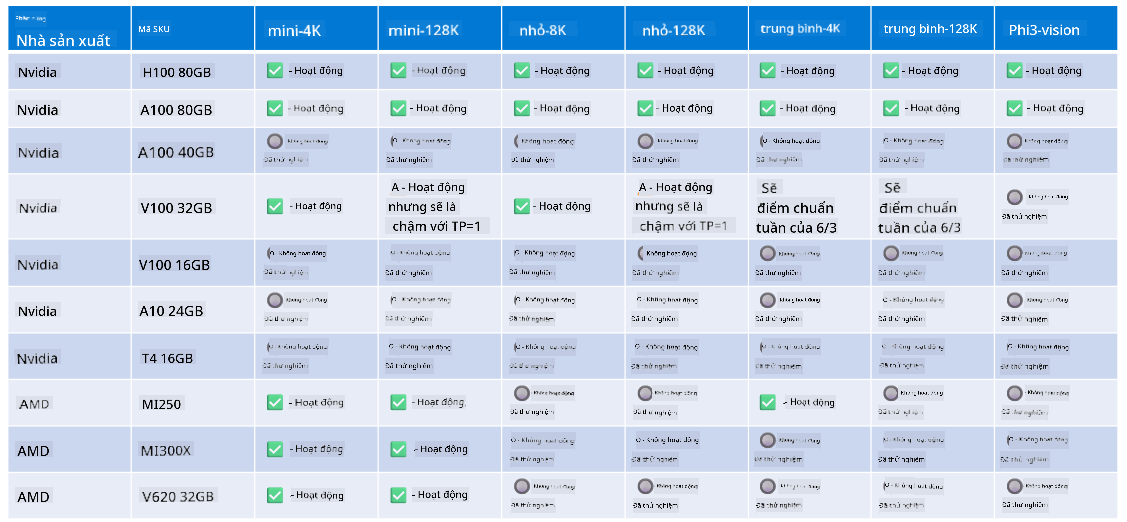 Phần cứng
Nhà sản xuất Mã SKU mini-4K mini-128K nhỏ-8K nhỏ-128K trung bình-4K trung bình-128K Phi3-vision
Nvidia H100 80GB ✅ - Hoạt động ✅ - Hoạt động ✅ - Hoạt động ✅ - Hoạt động ✅ - Hoạt động ✅ - Hoạt động ✅ - Hoạt động
Nvidia A100 80GB ✅ - Hoạt động ✅ - Hoạt động ✅ - Hoạt động ✅ - Hoạt động ✅ - Hoạt động ✅ - Hoạt động ✅ - Hoạt động
Nvidia A100 40GB Không hoạt động - Không hoạt động - Không hoạt động Không hoạt động - Không hoạt động - Không hoạt động Không hoạt động
Đã thử nghiệm Đã thử nghiệm Đã thử nghiệm Đã thử nghiệm Đã thử nghiệm Đã thử nghiệm Đã thử nghiệm
Nvidia V100 32GB ✅ - Hoạt động A - Hoạt động ✅ - Hoạt động A - Hoạt động Sẽ Sẽ Không hoạt động
nhưng sẽ là nhưng sẽ là điểm chuẩn điểm chuẩn Đã thử nghiệm
chậm với TP=1 chậm với TP=1 tuần của 6/3 tuần của 6/3
Nvidia V100 16GB - Không hoạt động - Không hoạt động - Không hoạt động - Không hoạt động Không hoạt động Không hoạt động Không hoạt động
Đã thử nghiệm Đã thử nghiệm Đã thử nghiệm Đã thử nghiệm Đã thử nghiệm Đã thử nghiệm Đã thử nghiệm
Nvidia A10 24GB Không hoạt động - Không hoạt động - Không hoạt động - Không hoạt động Không hoạt động - Không hoạt động Không hoạt động
Đã thử nghiệm Đã thử nghiệm Đã thử nghiệm Đã thử nghiệm Đã thử nghiệm Đã thử nghiệm Đã thử nghiệm
Nvidia T4 16GB - Không hoạt động - Không hoạt động - Không hoạt động - Không hoạt động - Không hoạt động - Không hoạt động - Không hoạt động
Đã thử nghiệm Đã thử nghiệm Đã thử nghiệm Đã thử nghiệm Đã thử nghiệm Đã thử nghiệm Đã thử nghiệm
AMD MI250 ✅ - Hoạt động ✅ - Hoạt động. Không hoạt động Không hoạt động ✅ - Hoạt động Không hoạt động Không hoạt động
Đã thử nghiệm Đã thử nghiệm Đã thử nghiệm Đã thử nghiệm
AMD MI300X ✅ - Hoạt động ✅ - Hoạt động - Không hoạt động - Không hoạt động Không hoạt động - Không hoạt động - Không hoạt động
Đã thử nghiệm Đã thử nghiệm Đã thử nghiệm Đã thử nghiệm Đã thử nghiệm
AMD V620 32GB ✅ - Hoạt động ✅ - Hoạt động Không hoạt động Không hoạt động Không hoạt động - Không hoạt động Không hoạt động
Đã thử nghiệm Đã thử nghiệm Đã thử nghiệm Đã thử nghiệm Đã thử nghiệm